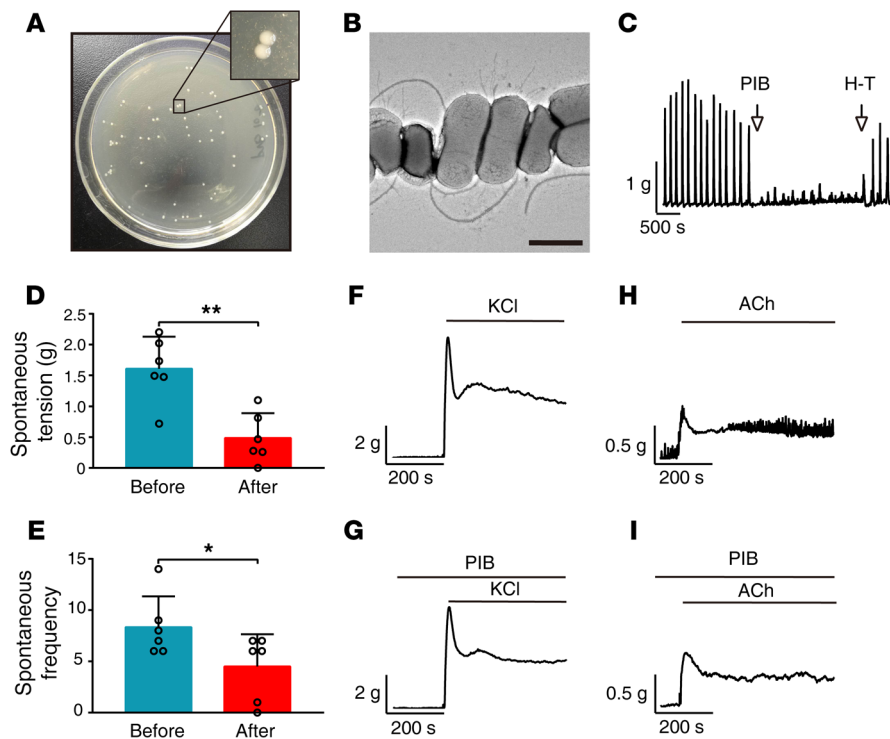 A
B
C
PIB
H-T
1 g
500 s
D
Spontaneous
tension (g)
2.5
2.0
1.5
1.0
0.5
0
**
Before
After
F
KCl
2 g
200 s
H
ACh
0.5 g
200 s
E
Spontaneous
frequency
15
10
5
0
*
Before
After
G
PIB
KCl
2 g
200 s
I
PIB
ACh
0.5 g
200 s